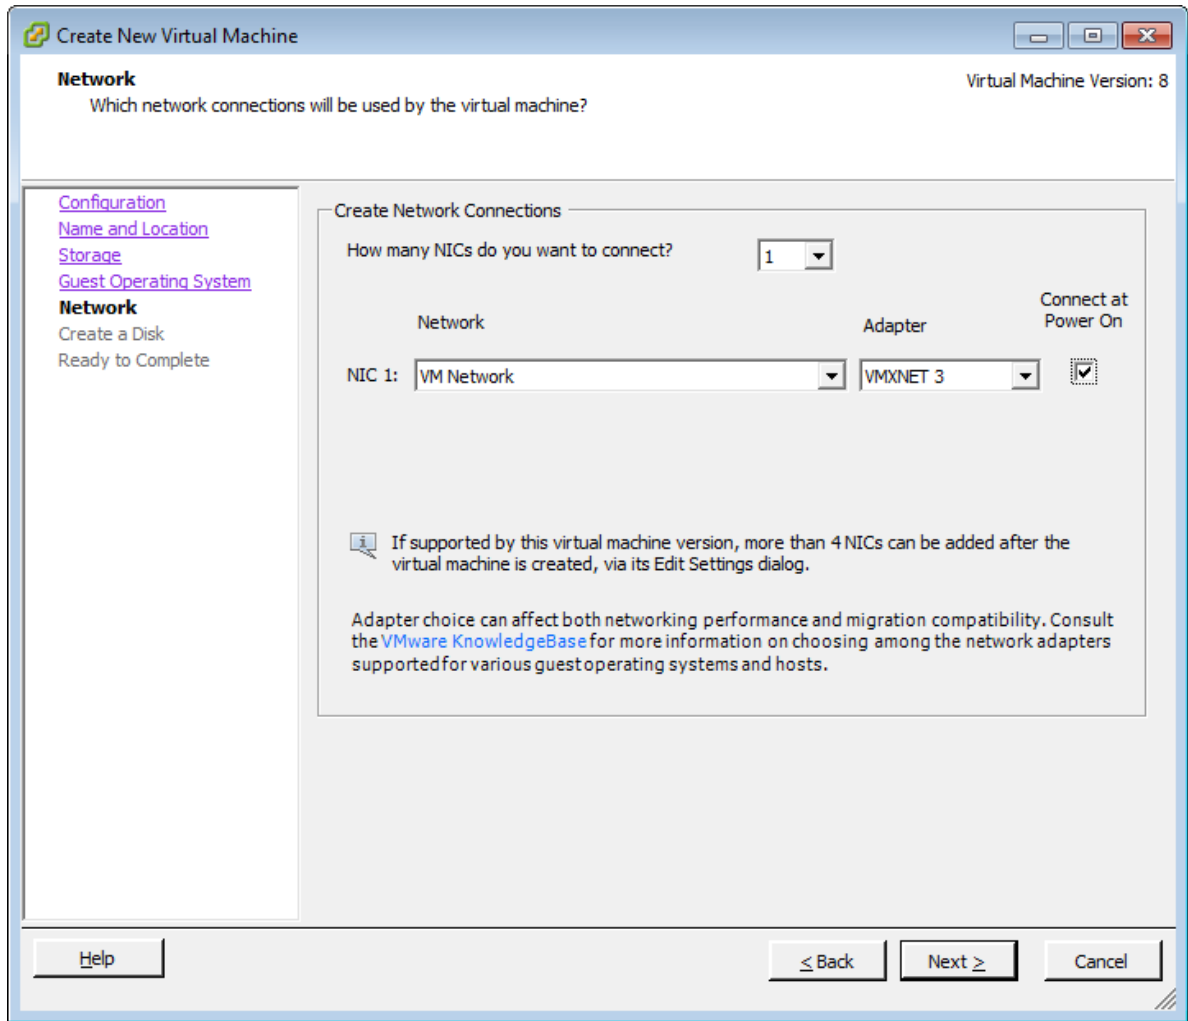 Create New Virtual Machine
Network
Virtual Machine Version: 8
Which network connections will be used by the virtual machine?
Configuration
Name and Location
Storage
Guest Operating System
Network
Create a Disk
Ready to Complete
Create Network Connections
How many NICs do you want to connect?
1
Network
Adapter
Connect at
Power On
NIC 1:
VM Network
VMXNET 3
If supported by this virtual machine version, more than 4 NICs can be added after the
virtual machine is created, via its Edit Settings dialog.
Adapter choice can affect both networking performance and migration compatibility. Consult
the VMware KnowledgeBase for more information on choosing among the network adapters
supported for various guest operating systems and hosts.
Help
< Back
Next >
Cancel